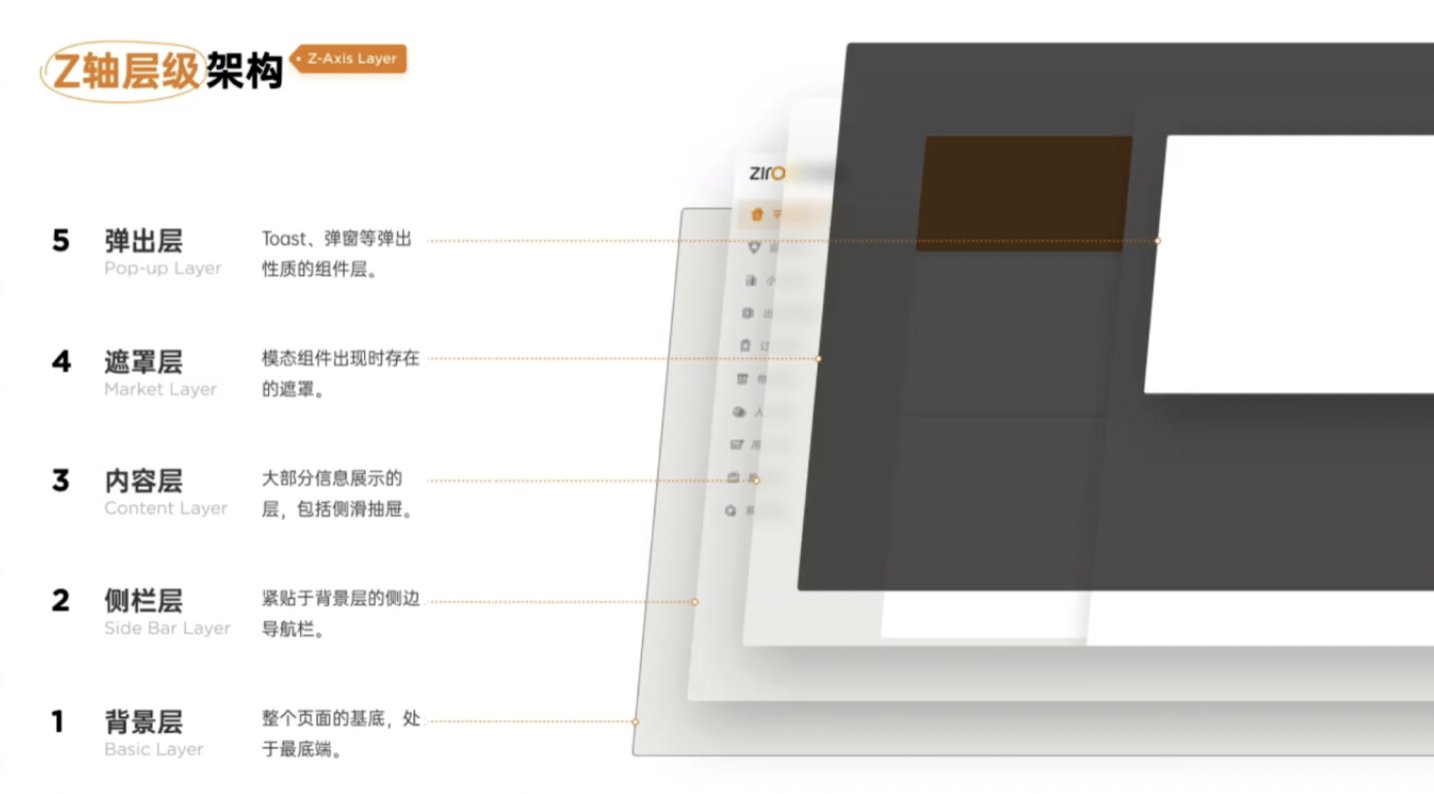 Z轴层级架构
Z-Axis Layer
5
弹出层
Pop-up Layer
Toast、弹窗等弹出
性质的组件层。
4
遮罩层
Market Layer
模态组件出现时存在
的遮罩。
3
内容层
Content Layer
大部分信息展示的
层，包括侧滑抽屉。
2
侧栏层
Side Bar Layer
紧贴于背景层的侧边
导航栏。
1
背景层
Basic Layer
整个页面的基底，处
于最底端。
ziro
小
出
订
人
用